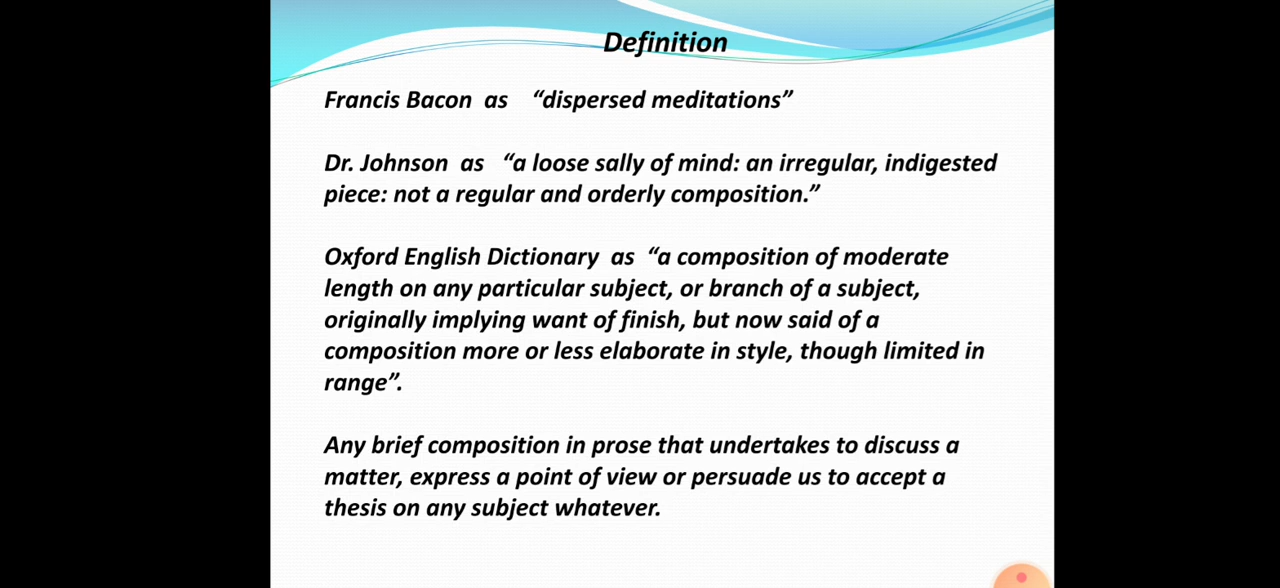 Definition
Francis Bacon as “dispersed meditations”
Dr. Johnson as “a loose sally of mind: an irregular, indigested
piece: not a regular and orderly composition.”
Oxford English Dictionary as “a composition of moderate
length on any particular subject, or branch of a subject,
originally implying want of finish, but now said of a
composition more or less elaborate in style, though limited in
range”.
Any brief composition in prose that undertakes to discuss a
matter, express a point of view or persuade us to accept a
thesis on any subject whatever.